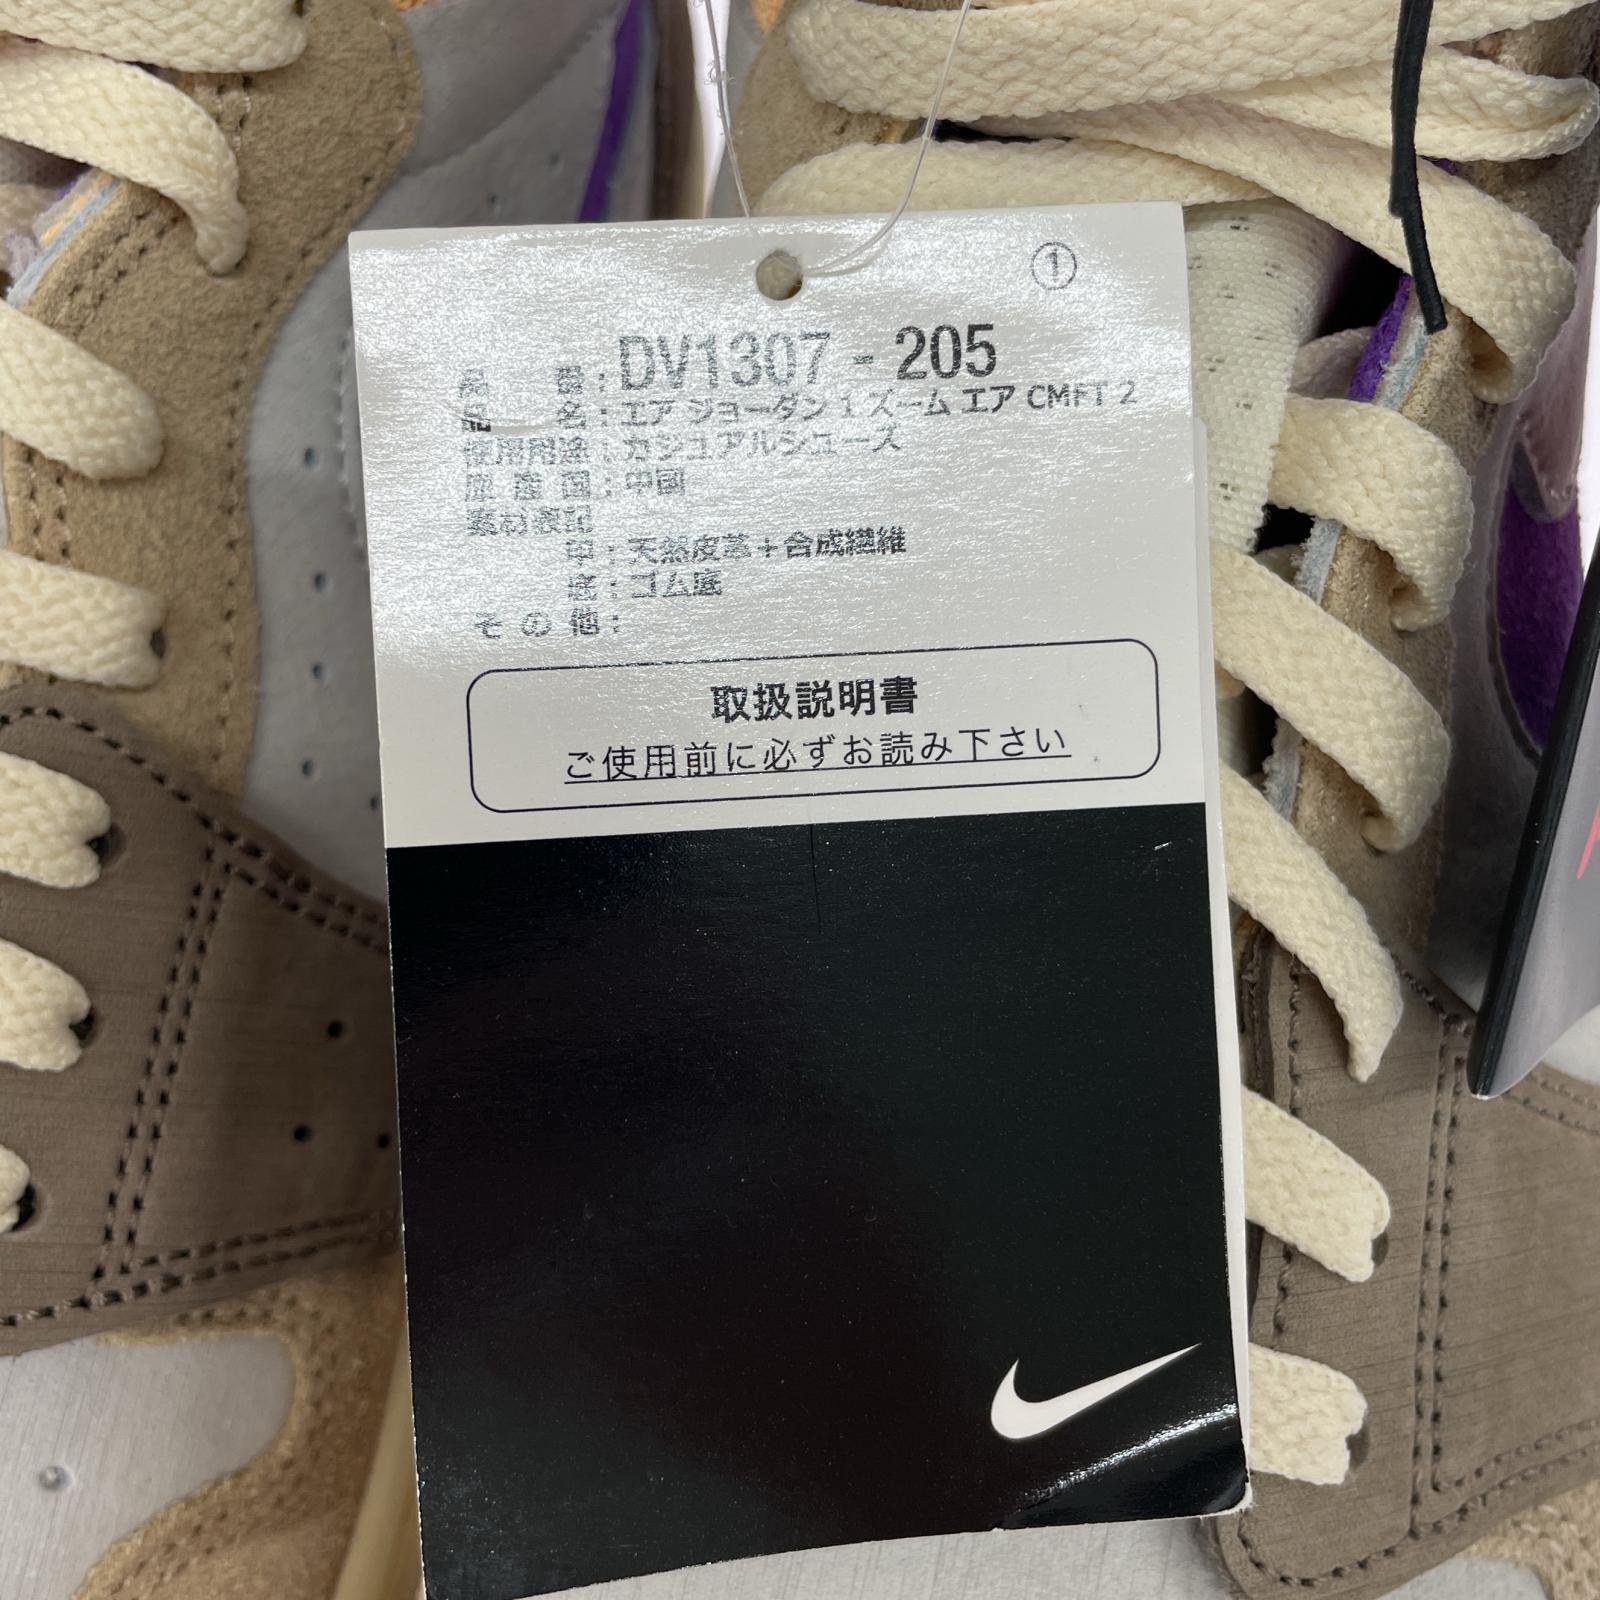 ①
品番：DV1307 - 205
品名：エア ジョーダン 1 ズーム エア CMFT 2
使用用途：カジュアルシューズ
原産国：中国
素材表記
甲：天然皮革＋合成繊維
底：ゴム底
その他：
取扱説明書
ご使用前に必ずお読み下さい